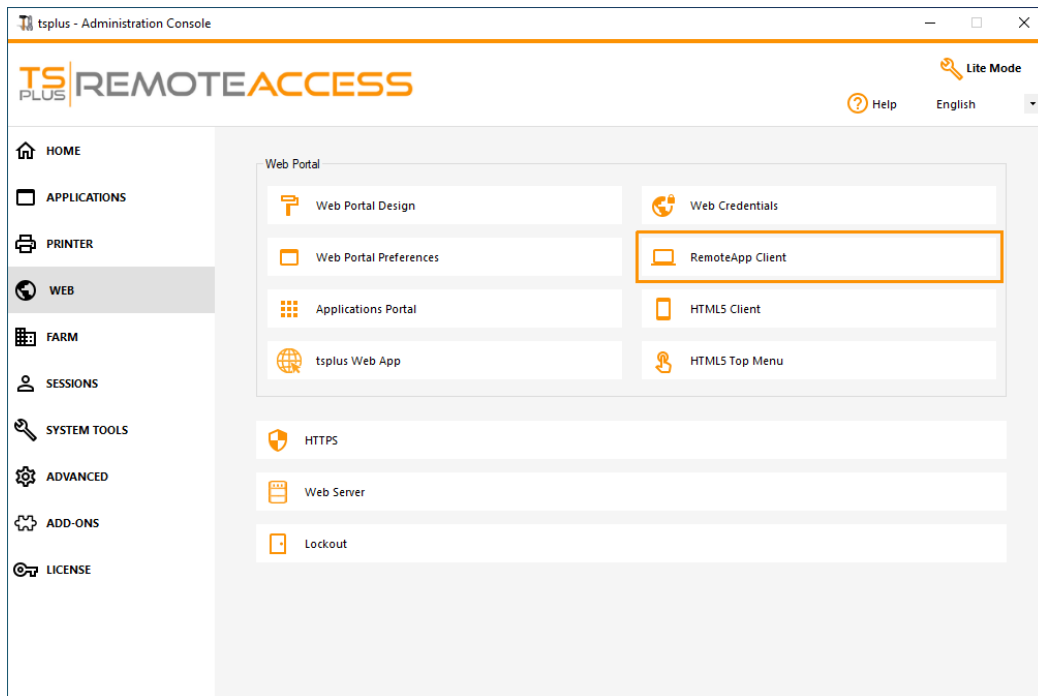 tsplus - Administration Console
TS PLUS REMOTEACCESS
Lite Mode
Help
English
HOME
APPLICATIONS
PRINTER
WEB
FARM
SESSIONS
SYSTEM TOOLS
ADVANCED
ADD-ONS
LICENSE
Web Portal
Web Portal Design
Web Credentials
Web Portal Preferences
RemoteApp Client
Applications Portal
HTML5 Client
tsplus Web App
HTML5 Top Menu
HTTPS
Web Server
Lockout